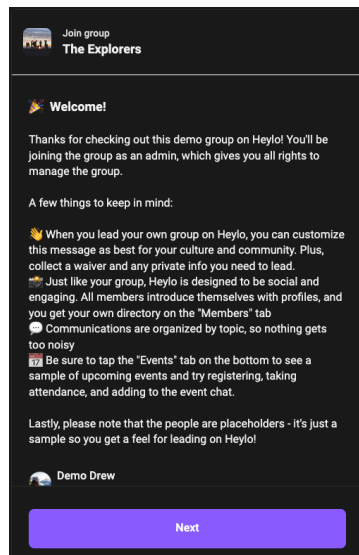 Join group
The Explorers
🎉 Welcome!
Thanks for checking out this demo group on Heylo! You'll be
joining the group as an admin, which gives you all rights to
manage the group.
A few things to keep in mind:
👋 When you lead your own group on Heylo, you can customize
this message as best for your culture and community. Plus,
collect a waiver and any private info you need to lead.
📸 Just like your group, Heylo is designed to be social and
engaging. All members introduce themselves with profiles, and
you get your own directory on the "Members" tab
💬 Communications are organized by topic, so nothing gets
too noisy
📅 Be sure to tap the "Events" tab on the bottom to see a
sample of upcoming events and try registering, taking
attendance, and adding to the event chat.
Lastly, please note that the people are placeholders - it's just a
sample so you get a feel for leading on Heylo!
Demo Drew
Next